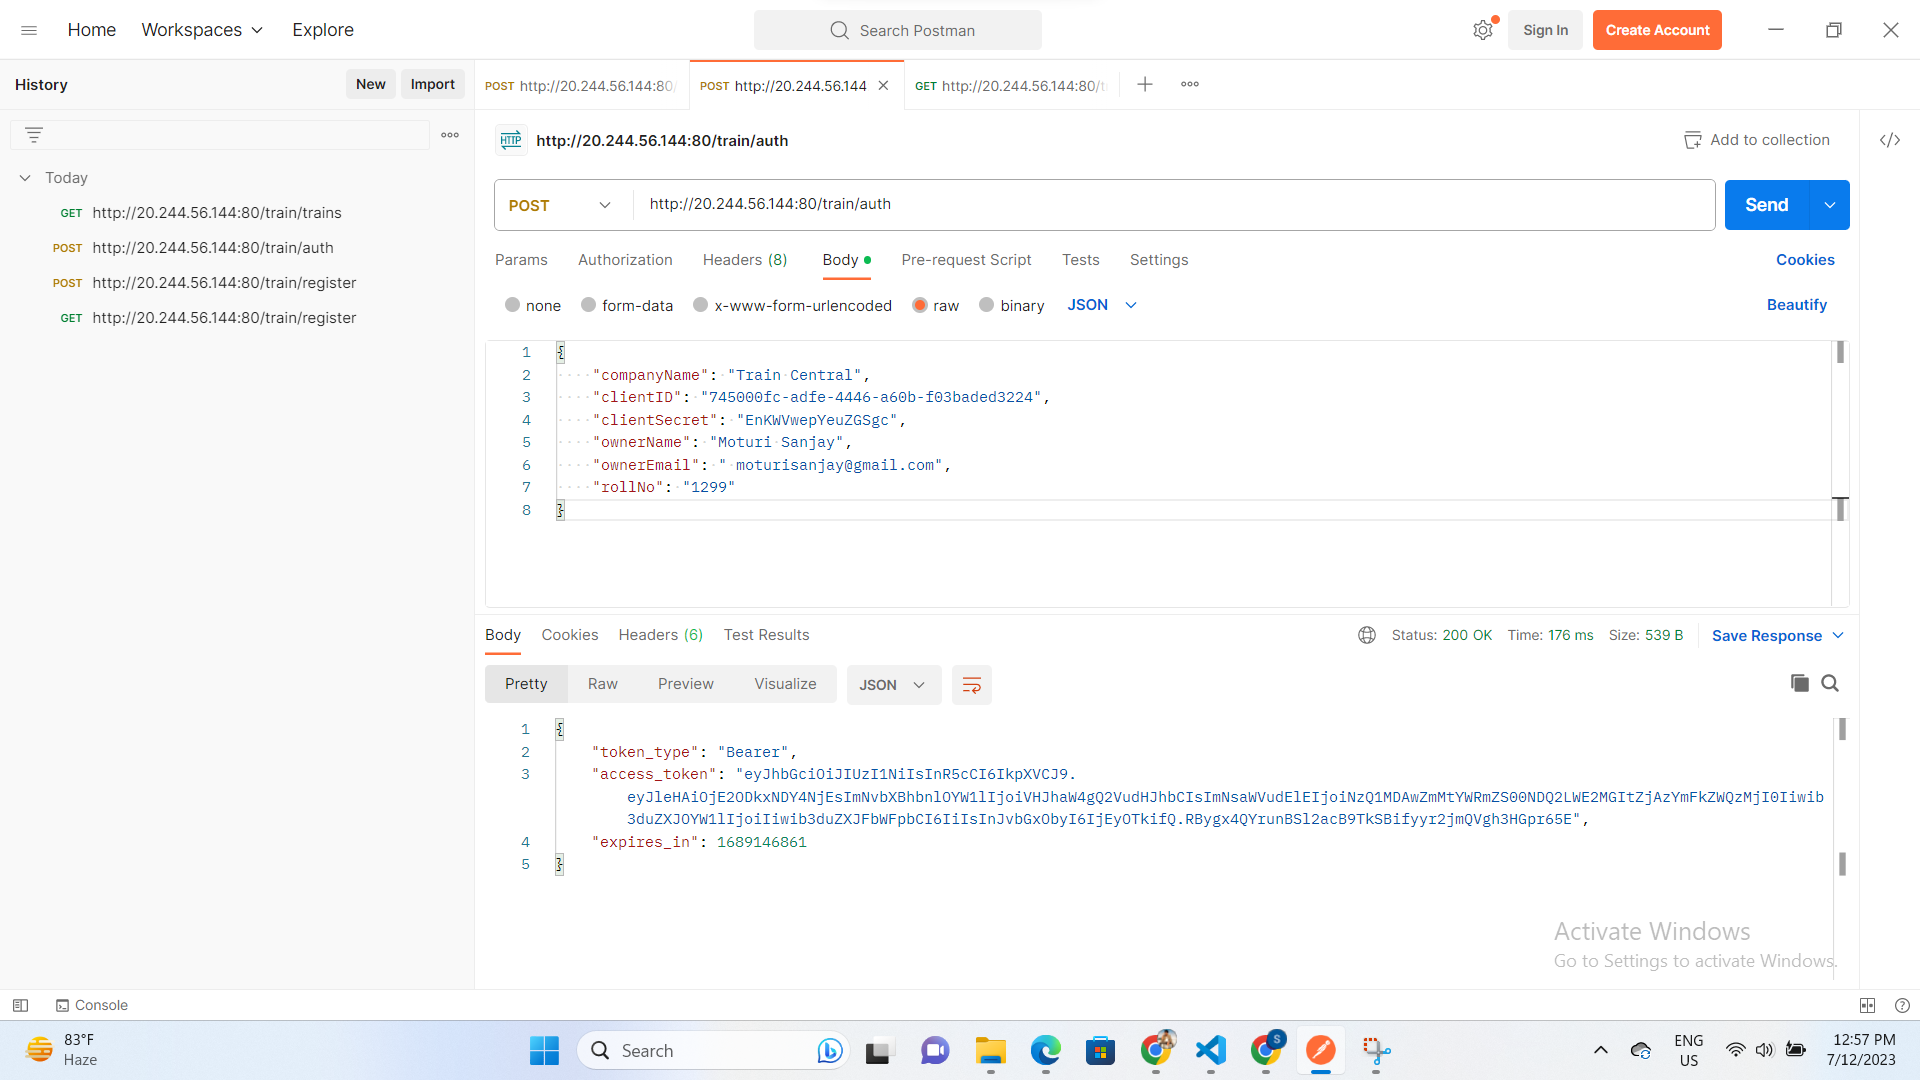 Home
Workspaces
Explore
Search Postman
Sign In
Create Account
History
New
Import
POST http://20.244.56.144:80/
POST http://20.244.56.144
GET http://20.244.56.144:80/t
HTTP
http://20.244.56.144:80/train/auth
Add to collection
Today
GET http://20.244.56.144:80/train/trains
POST http://20.244.56.144:80/train/auth
POST http://20.244.56.144:80/train/register
GET http://20.244.56.144:80/train/register
POST
http://20.244.56.144:80/train/auth
Send
Params
Authorization
Headers (8)
Body
Pre-request Script
Tests
Settings
Cookies
none
form-data
x-www-form-urlencoded
raw
binary
JSON
Beautify
1 {
2 "companyName": "Train Central",
3 "clientID": "745000fc-adfe-4446-a60b-f03baded3224",
4 "clientSecret": "EnKWVwepYeuZGSgc",
5 "ownerName": "Moturi Sanjay",
6 "ownerEmail": " moturisanjay@gmail.com",
7 "rollNo": "1299"
8 }
Body
Cookies
Headers (6)
Test Results
Status: 200 OK
Time: 176 ms
Size: 539 B
Save Response
Pretty
Raw
Preview
Visualize
JSON
1 {
2 "token_type": "Bearer",
3 "access_token": "eyJhbGciOiJIUzI1NiIsInR5cCI6IkpXVCJ9.
eyJleHAiOjE2ODkxNDY4NjEsImNvbXBhbnlOYW1lIjoiVHJhaW4gQ2VudHJhbCIsImNsaWVudElEIjoiNzQ1MDAwZmMtYWRmZS00NDQ2LWE2MGItZjAzYmFkZWQzMjI0Iiwib
3duZXJOYW1lIjoiIiwib3duZXJFbWFpbCI6IiIsInJvbGxObyI6IjEyOTkifQ.RBygx4QYrunBSl2acB9TkSBifyyr2jmQVgh3HGpr65E",
4 "expires_in": 1689146861
5 }
Activate Windows
Go to Settings to activate Windows.
Console
83°F
Haze
Search
S
ENG
US
12:57 PM
7/12/2023